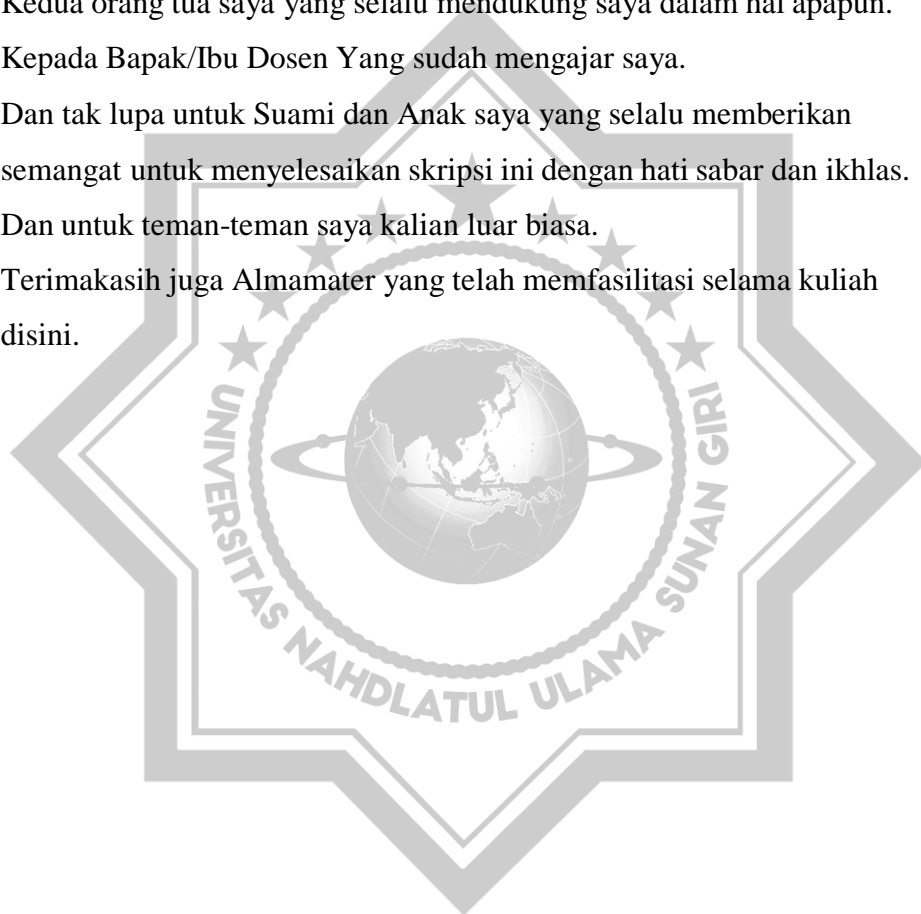 Kedua orang tua saya yang selalu mendukung saya dalam hal apapun.
Kepada Bapak/Ibu Dosen Yang sudah mengajar saya.
Dan tak lupa untuk Suami dan Anak saya yang selalu memberikan
semangat untuk menyelesaikan skripsi ini dengan hati sabar dan ikhlas.
Dan untuk teman-teman saya kalian luar biasa.
Terimakasih juga Almamater yang telah memfasilitasi selama kuliah
disini.
UNIVERSITAS NAHDLATUL ULAMA SUNAN GIRI